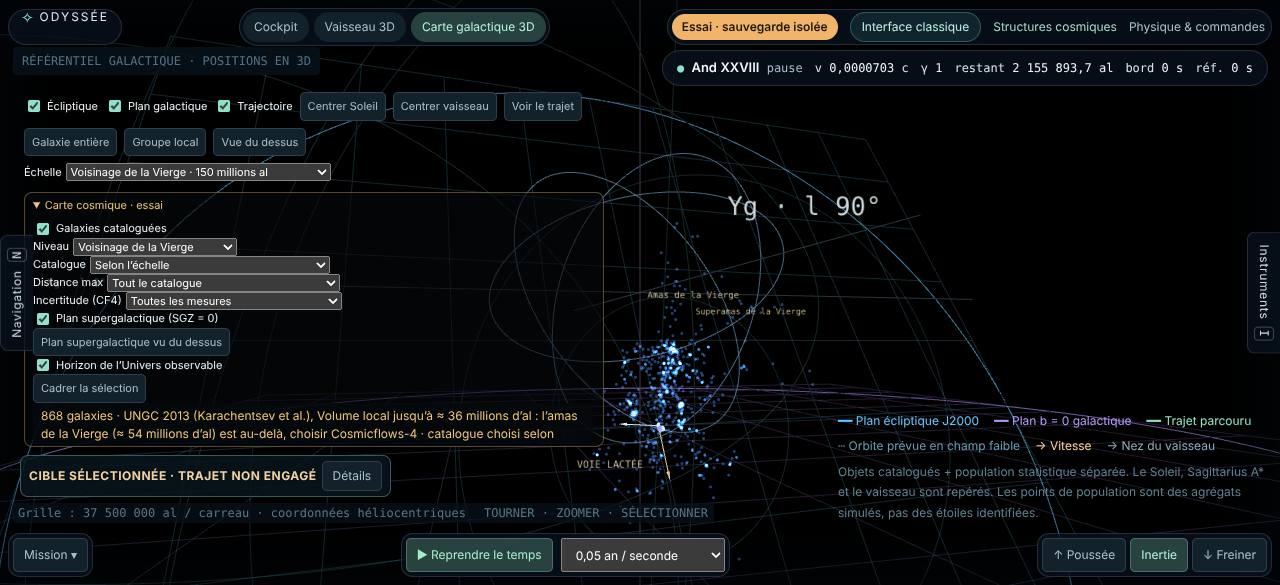 ✧ ODYSSÉE
Cockpit Vaisseau 3D Carte galactique 3D
Essai · sauvegarde isolée Interface classique Structures cosmiques Physique & commandes
RÉFÉRENTIEL GALACTIQUE · POSITIONS EN 3D
● And XXVIII pause v 0,0000703 c γ 1 restant 2 155 893,7 al bord 0 s réf. 0 s
Écliptique Plan galactique Trajectoire Centrer Soleil Centrer vaisseau Voir le trajet
Galaxie entière Groupe local Vue du dessus
Échelle Voisinage de la Vierge · 150 millions al
▼ Carte cosmique · essai
Galaxies cataloguées
Niveau Voisinage de la Vierge
Catalogue Selon l'échelle
Distance max Tout le catalogue
Incertitude (CF4) Toutes les mesures
Plan supergalactique (SGZ = 0)
Plan supergalactique vu du dessus
Horizon de l'Univers observable
Cadrer la sélection
868 galaxies · UNGC 2013 (Karachentsev et al.), Volume local jusqu'à ≈ 36 millions d'al : l'amas
de la Vierge (≈ 54 millions d'al) est au-delà, choisir Cosmicflows-4 · catalogue choisi selon
Navigation N
Yg · l 90°
Amas de la Vierge
Superamas de la Vierge
VOIE LACTÉE
Instruments I
Plan écliptique J2000 Plan b = 0 galactique Trajet parcouru
Orbite prévue en champ faible → Vitesse → Nez du vaisseau
Objets catalogués + population statistique séparée. Le Soleil, Sagittarius A*
et le vaisseau sont repérés. Les points de population sont des agrégats
simulés, pas des étoiles identifiées.
CIBLE SÉLECTIONNÉE · TRAJET NON ENGAGÉ Détails
Grille : 37 500 000 al / carreau · coordonnées héliocentriques TOURNER · ZOOMER · SÉLECTIONNER
Mission ▾
▶ Reprendre le temps 0,05 an / seconde
↑ Poussée Inertie ↓ Freiner